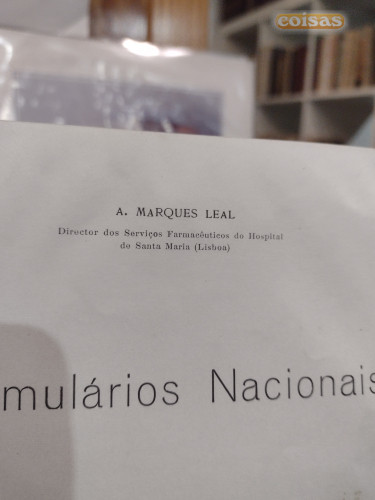 coisas
A. MARQUES LEAL
Director dos Serviços Farmacêuticos do Hospital
de Santa Maria (Lisboa)
mulários Nacionais